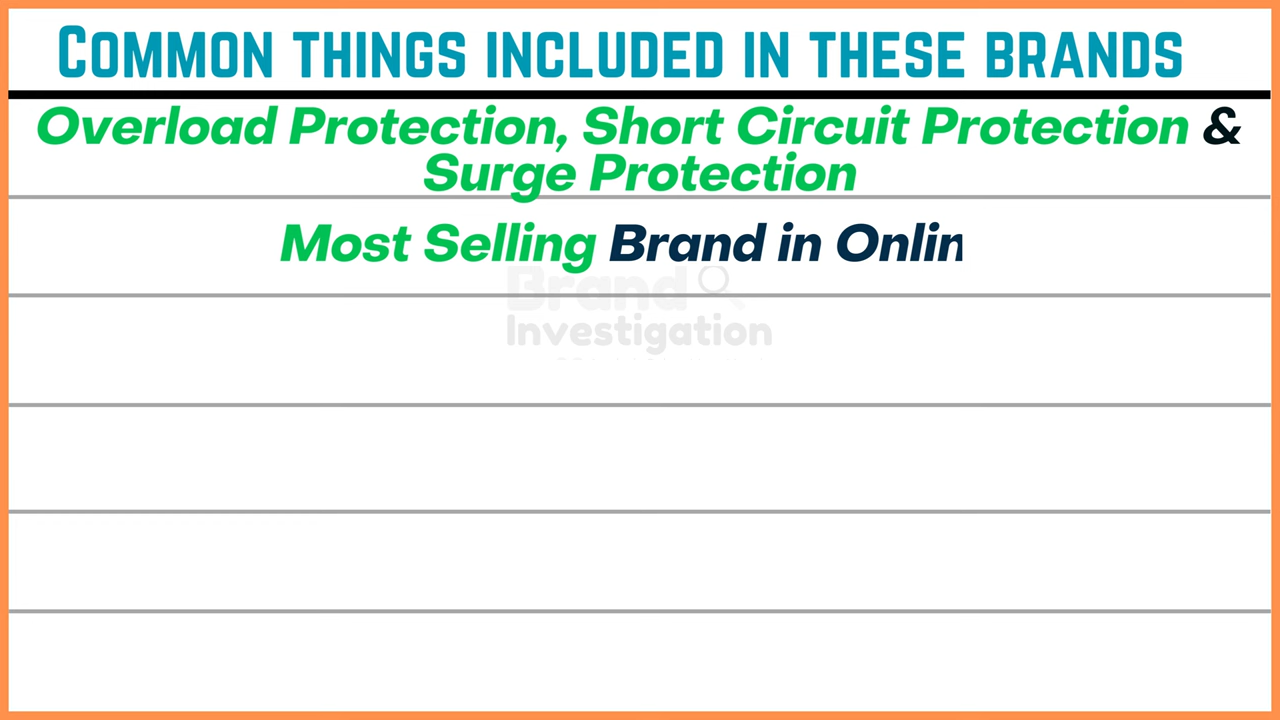 COMMON THINGS INCLUDED IN THESE BRANDS
Overload Protection, Short Circuit Protection &
Surge Protection
Most Selling Brand in Onlin
Brand
Investigation